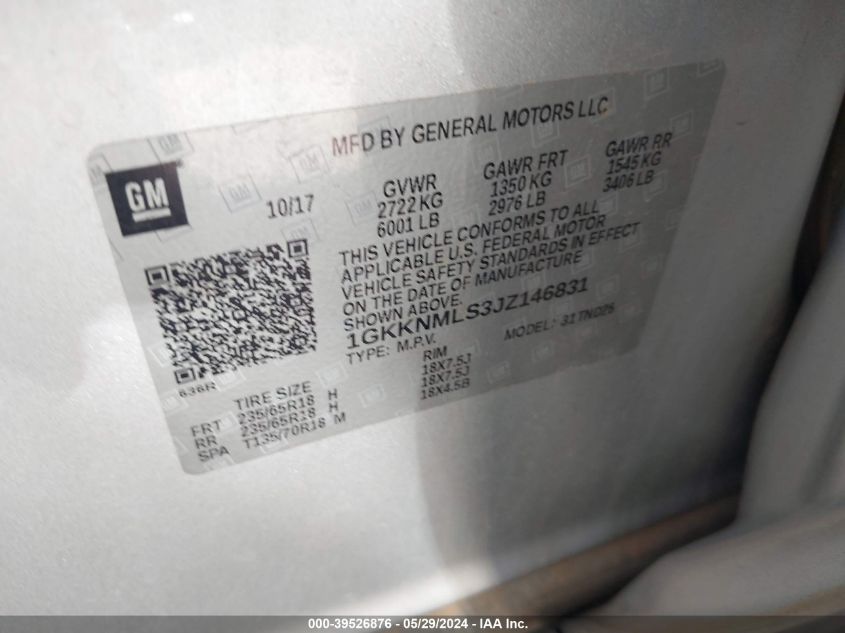 MFD BY GENERAL MOTORS LLC
GM
10/17
GVWR
2722 KG
6001 LB
GAWR FRT
1350 KG
2976 LB
GAWR RR
1545 KG
3406 LB
THIS VEHICLE CONFORMS TO ALL
APPLICABLE U.S. FEDERAL MOTOR
VEHICLE SAFETY STANDARDS IN EFFECT
ON THE DATE OF MANUFACTURE
SHOWN ABOVE.
1GKKNMLS3JZ146831
TYPE: M.P.V.
MODEL: 31TND26
636R
TIRE SIZE RIM
FRT 235/65R18 H 18X7.5J
RR 235/65R18 H 18X7.5J
SPA T135/70R18 M 18X4.5B
000-39526876 - 05/29/2024 - IAA Inc.